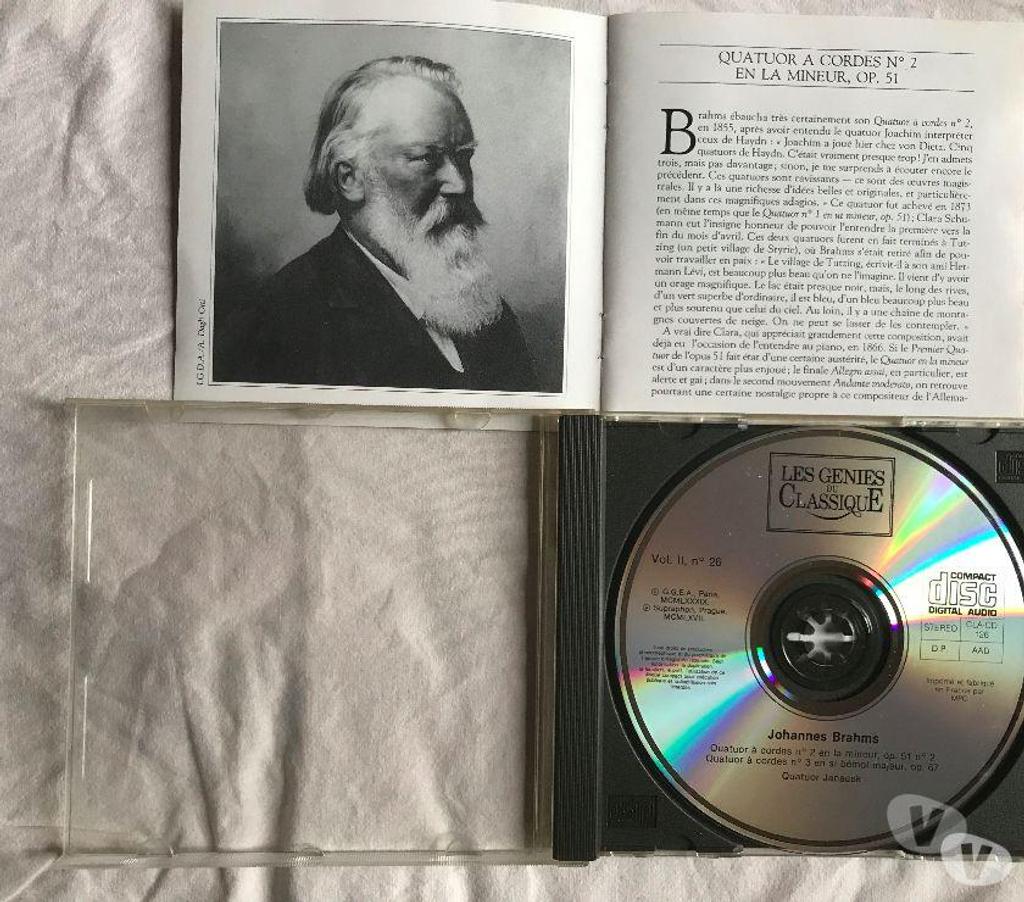 I.G.D.A./A. Dagli Orti
QUATUOR A CORDES N° 2
EN LA MINEUR, OP. 51
Brahms ébaucha très certainement son Quatuor à cordes n° 2,
en 1855, après avoir entendu le quatuor Joachim interpréter
ceux de Haydn : « Joachim a joué hier chez von Dietz. Cinq
quatuors de Haydn. C'était vraiment presque trop ! J'en admets
trois, mais pas davantage ; sinon, je me surprends à écouter encore le
précédent. Ces quatuors sont ravissants — ce sont des œuvres magis-
trales. Il y a là une richesse d'idées belles et originales, et particulière-
ment dans ces magnifiques adagios. » Ce quatuor fut achevé en 1873
(en même temps que le Quatuor n° 1 en ut mineur, op. 51) ; Clara Schu-
mann eut l'insigne honneur de pouvoir l'entendre la première vers la
fin du mois d'avril. Ces deux quatuors furent en fait terminés à Tut-
zing (un petit village de Styrie), où Brahms s'était retiré afin de pou-
voir travailler en paix : « Le village de Tutzing, écrivit-il à son ami Her-
mann Lévi, est beaucoup plus beau qu'on ne l'imagine. Il vient d'y avoir
un orage magnifique. Le lac était presque noir, mais, le long des rives,
d'un vert superbe d'ordinaire, il est bleu, d'un bleu beaucoup plus beau
et plus soutenu que celui du ciel. Au loin, il y a une chaîne de monta-
gnes couvertes de neige. On ne peut se lasser de les contempler. »
A vrai dire Clara, qui appréciait grandement cette composition, avait
déjà eu l'occasion de l'entendre au piano, en 1866. Si le Premier Qua-
tuor de l'opus 51 fait état d'une certaine austérité, le Quatuor en la mineur
est d'un caractère plus enjoué ; le finale Allegro assai, en particulier, est
alerte et gai ; dans le second mouvement Andante moderato, on retrouve
pourtant une certaine nostalgie propre à ce compositeur de l'Allema-
LES GENIES
DU
CLASSIQUE
Vol. II, n° 26
℗ G.G.E.A., Paris,
MCMLXXXIX.
℗ Supraphon, Prague,
MCMLXVII.
COMPACT
disc
DIGITAL AUDIO
STEREO
CLA-CD
126
D.P.
AAD
Imprimé et fabriqué
en France par
MPO
Johannes Brahms
Quatuor à cordes n° 2 en la mineur, op. 51 n° 2
Quatuor à cordes n° 3 en si bémol majeur, op. 67
Quatuor Janacek
V
V